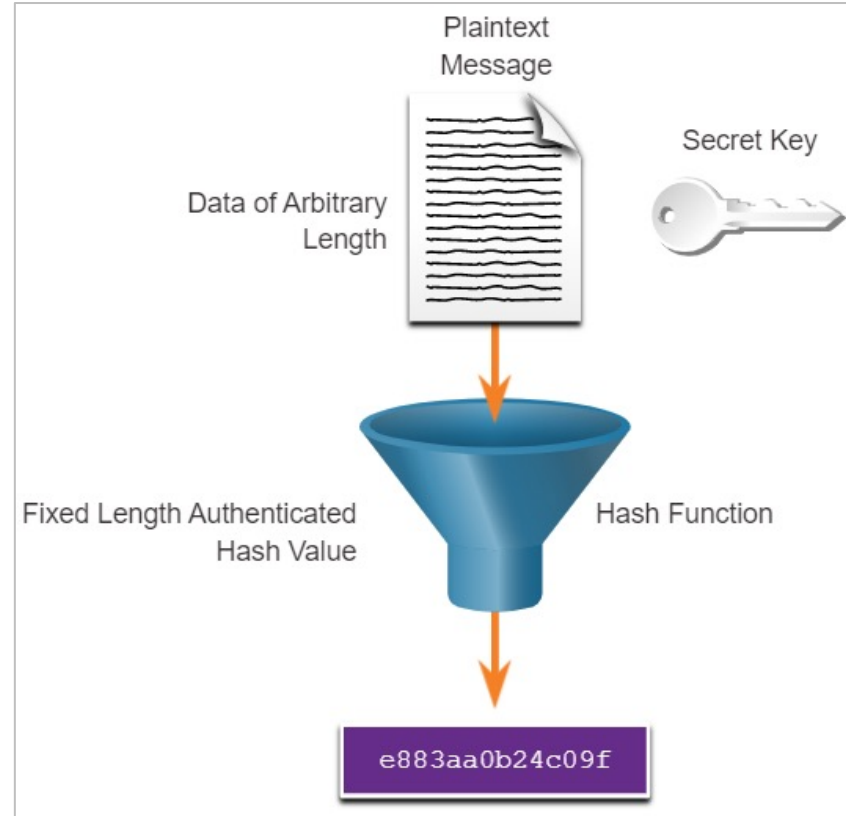 Plaintext
Message
Secret Key
Data of Arbitrary
Length
Fixed Length Authenticated
Hash Value
Hash Function
e883aa0b24c09f